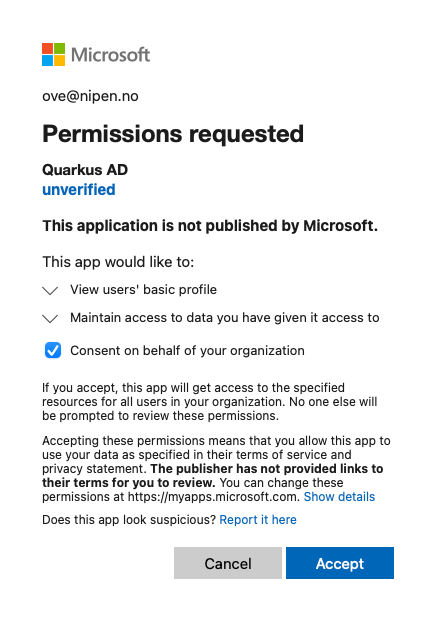 Microsoft
ove@nipen.no
Permissions requested
Quarkus AD
unverified
This application is not published by Microsoft.
This app would like to:
View users' basic profile
Maintain access to data you have given it access to
Consent on behalf of your organization
If you accept, this app will get access to the specified
resources for all users in your organization. No one else will
be prompted to review these permissions.
Accepting these permissions means that you allow this app to
use your data as specified in their terms of service and
privacy statement. The publisher has not provided links to
their terms for you to review. You can change these
permissions at https://myapps.microsoft.com. Show details
Does this app look suspicious? Report it here
Cancel Accept